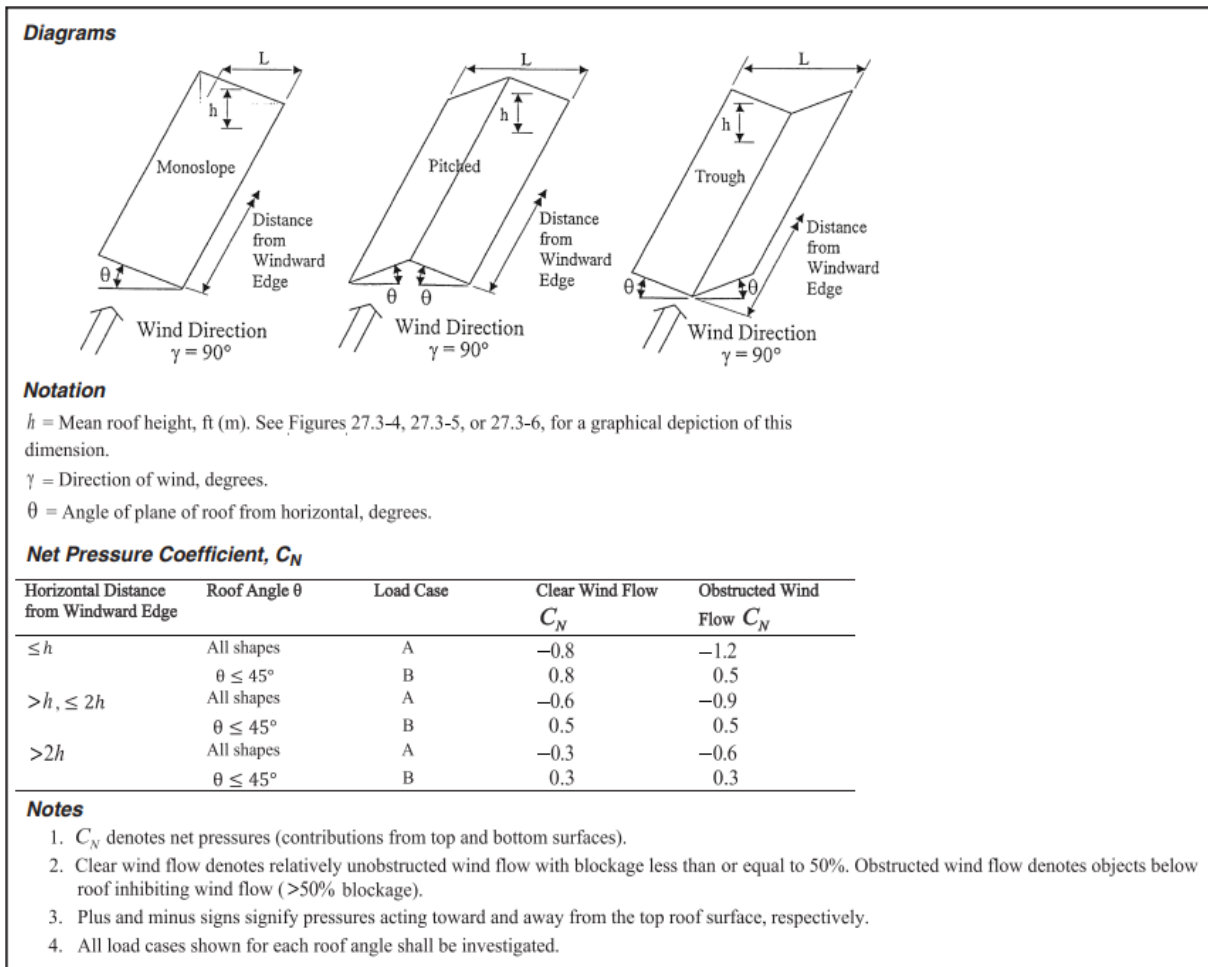 Diagrams
L
h
Monoslope
Distance
from
Windward
Edge
θ
Wind Direction
γ = 90°
L
h
Pitched
Distance
from
Windward
Edge
θ θ
Wind Direction
γ = 90°
L
h
Trough
Distance
from
Windward
Edge
θ θ
Wind Direction
γ = 90°
Notation
h = Mean roof height, ft (m). See Figures 27.3-4, 27.3-5, or 27.3-6, for a graphical depiction of this
dimension.
γ = Direction of wind, degrees.
θ = Angle of plane of roof from horizontal, degrees.
Net Pressure Coefficient, C_N
Horizontal Distance Roof Angle θ Load Case Clear Wind Flow Obstructed Wind
from Windward Edge C_N Flow C_N
≤h All shapes A −0.8 −1.2
θ ≤ 45° B 0.8 0.5
>h, ≤ 2h All shapes A −0.6 −0.9
θ ≤ 45° B 0.5 0.5
>2h All shapes A −0.3 −0.6
θ ≤ 45° B 0.3 0.3
Notes
1. C_N denotes net pressures (contributions from top and bottom surfaces).
2. Clear wind flow denotes relatively unobstructed wind flow with blockage less than or equal to 50%. Obstructed wind flow denotes objects below
roof inhibiting wind flow (>50% blockage).
3. Plus and minus signs signify pressures acting toward and away from the top roof surface, respectively.
4. All load cases shown for each roof angle shall be investigated.